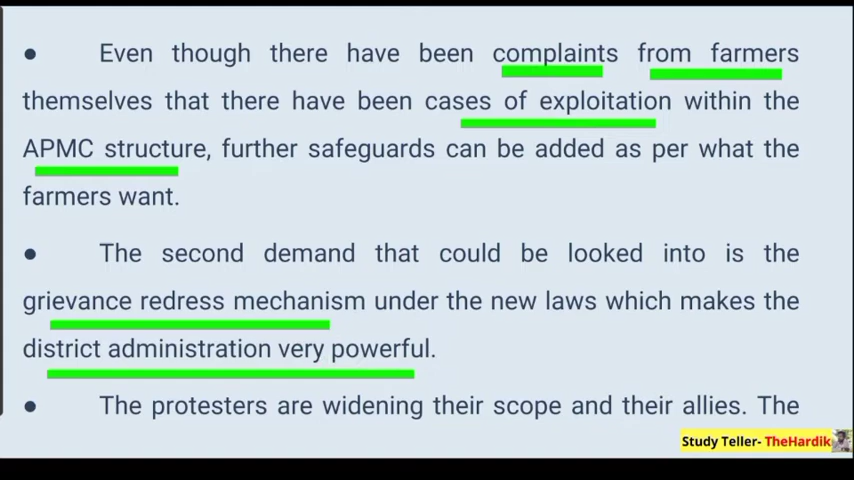 ● Even though there have been complaints from farmers
themselves that there have been cases of exploitation within the
APMC structure, further safeguards can be added as per what the
farmers want.
● The second demand that could be looked into is the
grievance redress mechanism under the new laws which makes the
district administration very powerful.
● The protesters are widening their scope and their allies. The
Study Teller- TheHardik